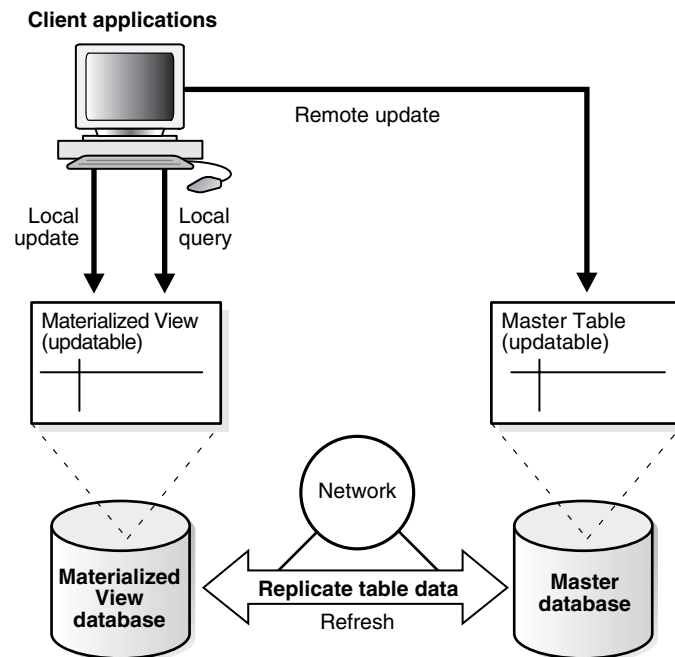 Client applications
Remote update
Local
update
Local
query
Materialized View
(updatable)
Master Table
(updatable)
Network
Materialized
View
database
Replicate table data
Refresh
Master
database